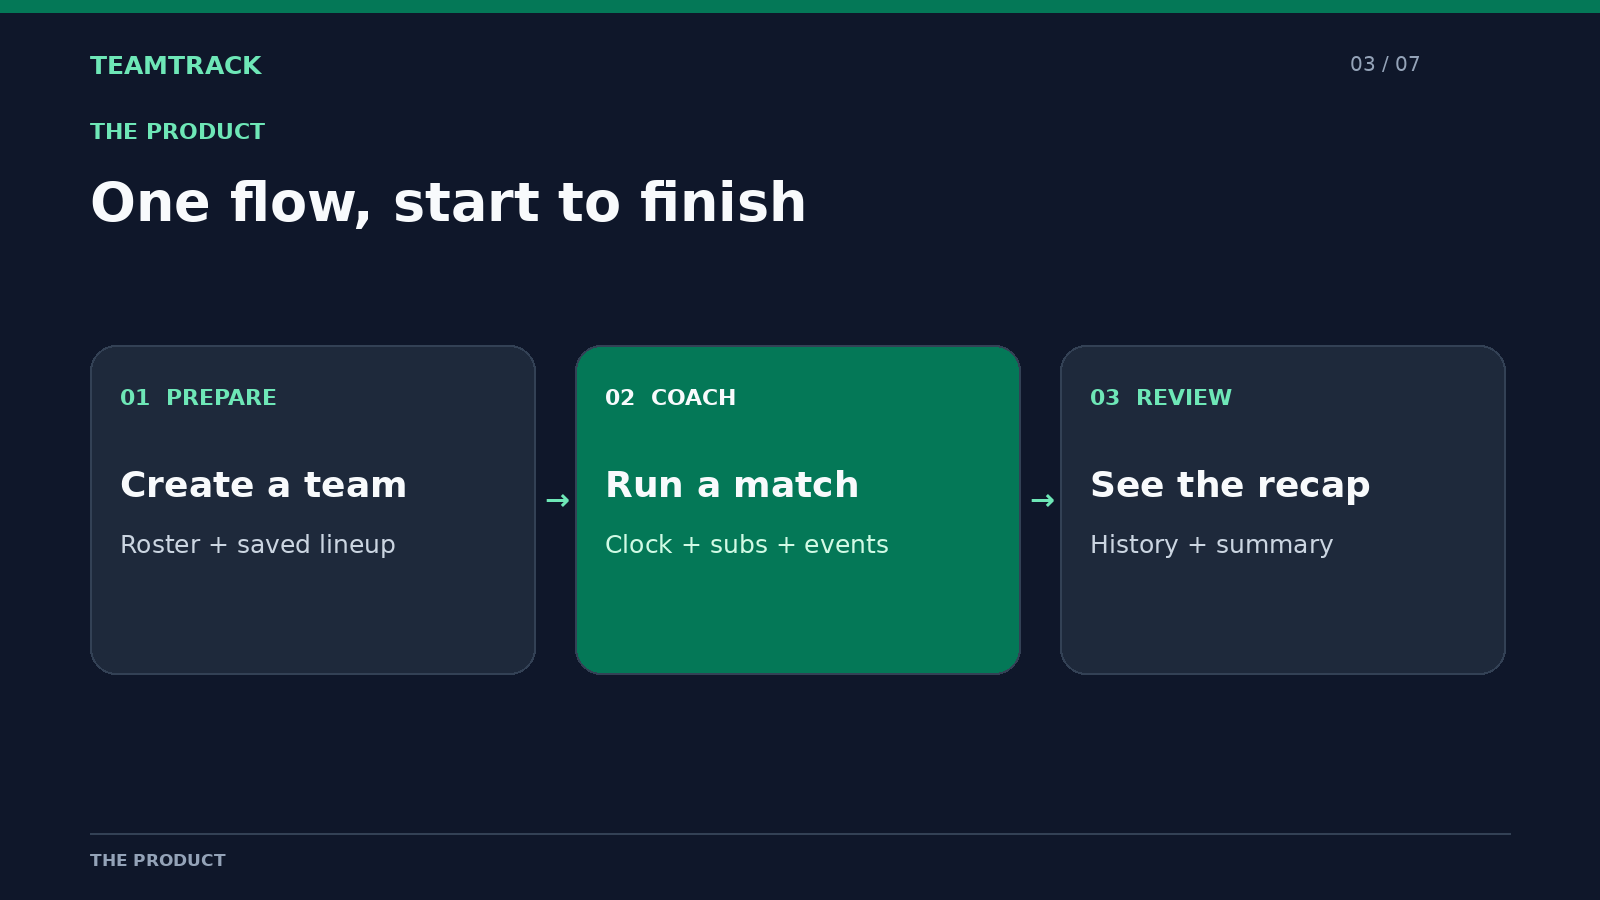 TEAMTRACK
03 / 07
THE PRODUCT
One flow, start to finish
01 PREPARE
Create a team
Roster + saved lineup
→
02 COACH
Run a match
Clock + subs + events
→
03 REVIEW
See the recap
History + summary
THE PRODUCT